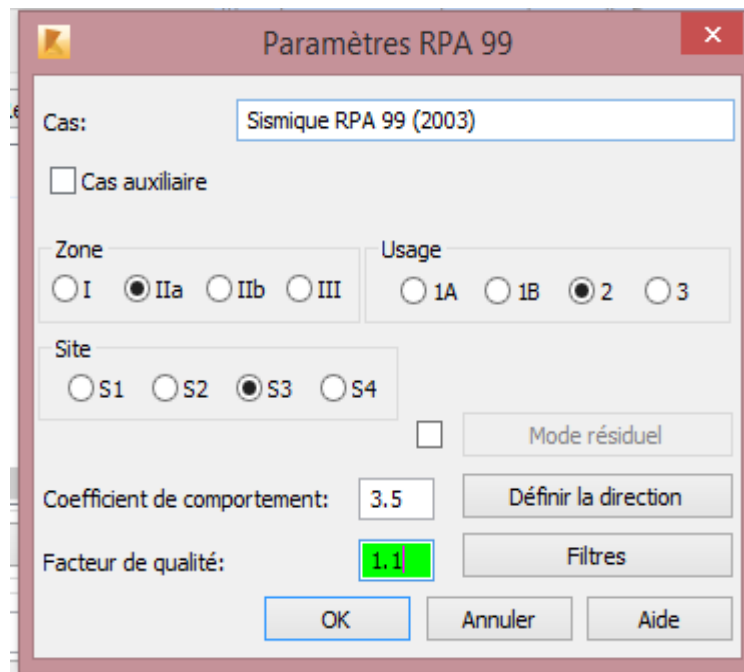 Paramètres RPA 99
Cas: Sismique RPA 99 (2003)
Cas auxiliaire
Zone Usage
I IIa IIb III 1A 1B 2 3
Site
S1 S2 S3 S4
Mode résiduel
Coefficient de comportement: 3.5 Définir la direction
Facteur de qualité: 1.1 Filtres
OK Annuler Aide